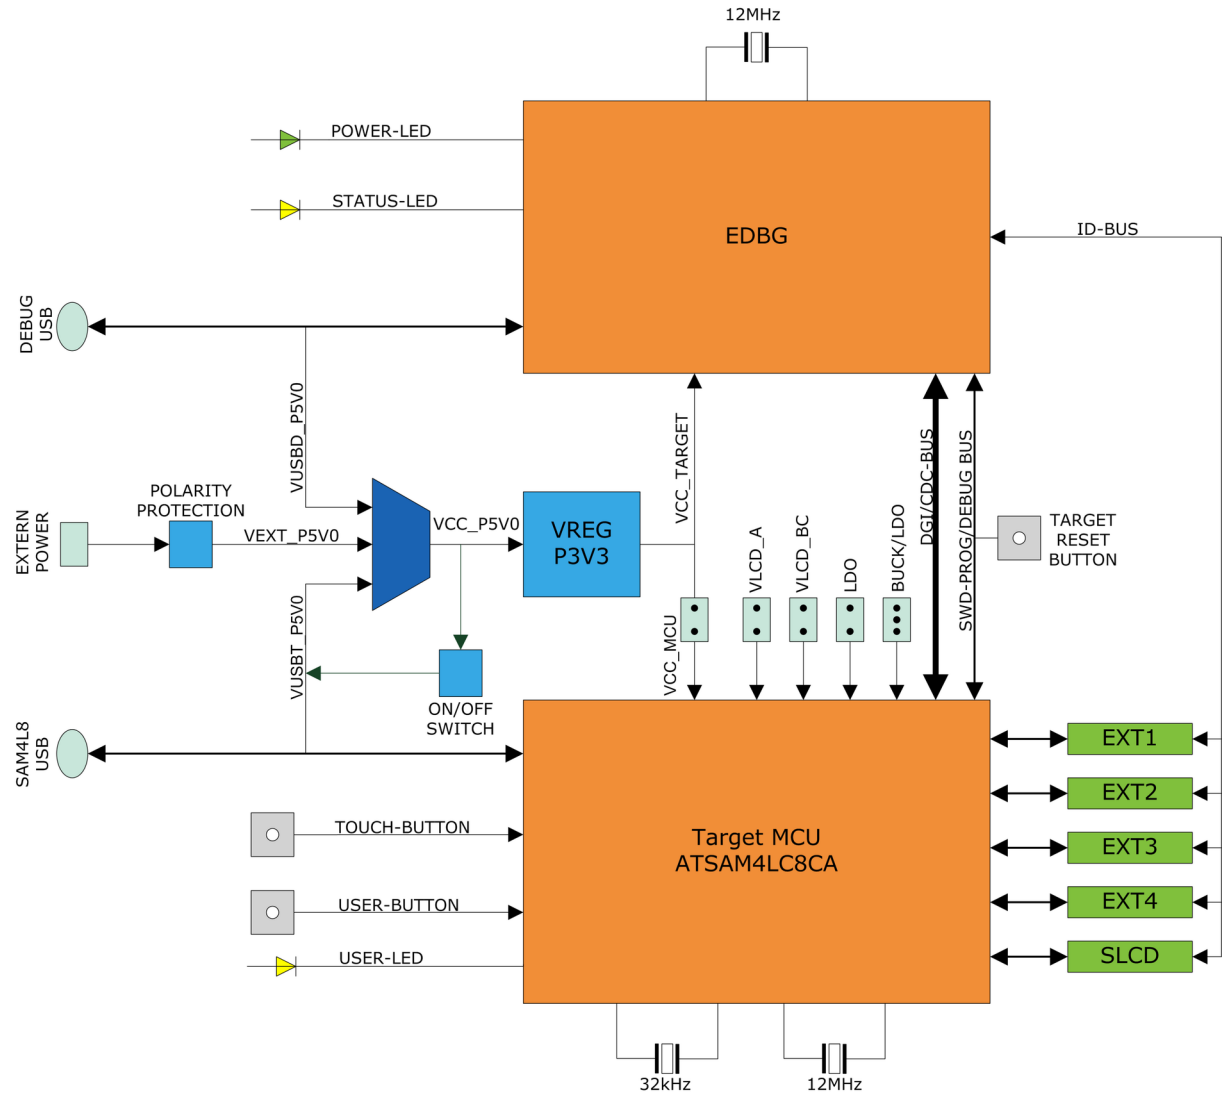 12MHz
POWER-LED
STATUS-LED
EDBG
ID-BUS
DEBUG
USB
VUSBD_P5V0
VCC_TARGET
DGI/CDC-BUS
SWD-PROG/DEBUG BUS
POLARITY
PROTECTION
EXTERN
POWER
VEXT_P5V0
VCC_P5V0
VREG
P3V3
VLCD_A
VLCD_BC
LDO
BUCK/LDO
TARGET
RESET
BUTTON
VUSBT_P5V0
VCC_MCU
ON/OFF
SWITCH
SAM4L8
USB
EXT1
EXT2
EXT3
EXT4
SLCD
TOUCH-BUTTON
Target MCU
ATSAM4LC8CA
USER-BUTTON
USER-LED
32kHz
12MHz